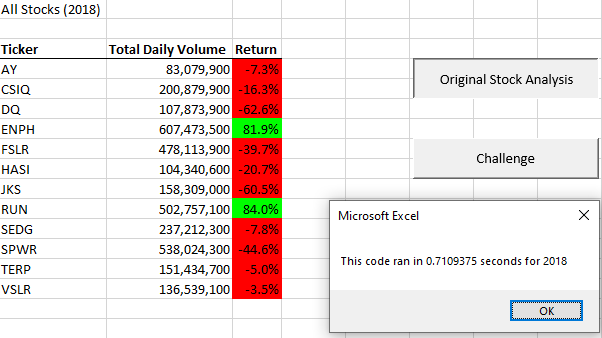 All Stocks (2018)
Ticker Total Daily Volume Return
AY 83,079,900 -7.3%
CSIQ 200,879,900 -16.3%
DQ 107,873,900 -62.6%
ENPH 607,473,500 81.9%
FSLR 478,113,900 -39.7%
HASI 104,340,600 -20.7%
JKS 158,309,000 -60.5%
RUN 502,757,100 84.0%
SEDG 237,212,300 -7.8%
SPWR 538,024,300 -44.6%
TERP 151,434,700 -5.0%
VSLR 136,539,100 -3.5%
Original Stock Analysis
Challenge
Microsoft Excel
This code ran in 0.7109375 seconds for 2018
OK